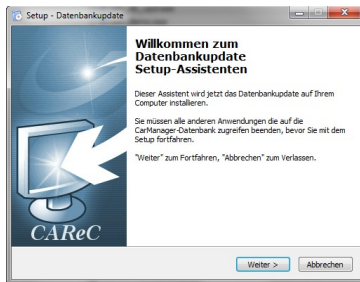 Setup - Datenbankupdate
Willkommen zum
Datenbankupdate
Setup-Assistenten
Dieser Assistent wird jetzt das Datenbankupdate auf Ihrem
Computer installieren.
Sie müssen alle anderen Anwendungen die auf die
CarManager-Datenbank zugreifen beenden, bevor Sie mit dem
Setup fortfahren.
"Weiter" zum Fortfahren, "Abbrechen" zum Verlassen.
CAReC
Weiter >
Abbrechen